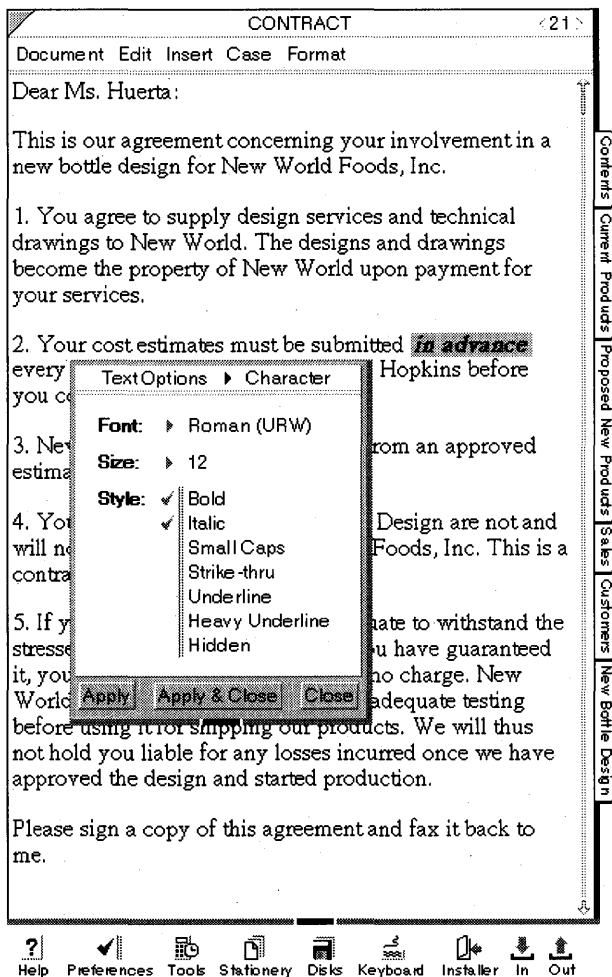 CONTRACT <21>
Document Edit Insert Case Format
Dear Ms. Huerta:
This is our agreement concerning your involvement in a
new bottle design for New World Foods, Inc.
1. You agree to supply design services and technical
drawings to New World. The designs and drawings
become the property of New World upon payment for
your services.
2. Your cost estimates must be submitted in advance
every Hopkins before
you co
3. Nev rom an approved
estima
4. You Design are not and
will no Foods, Inc. This is a
contra
5. If y ate to withstand the
stresse u have guaranteed
it, you no charge. New
World adequate testing
before using it for shipping our products. We will thus
not hold you liable for any losses incurred once we have
approved the design and started production.
Please sign a copy of this agreement and fax it back to
me.
Text Options ▸ Character
Font: ▸ Roman (URW)
Size: ▸ 12
Style: ✓ Bold
✓ Italic
Small Caps
Strike-thru
Underline
Heavy Underline
Hidden
Apply Apply & Close Close
Contents
Current Products
Proposed New Products
Sales
Customers
New Bottle Design
Help Preferences Tools Stationery Disks Keyboard Installer In Out